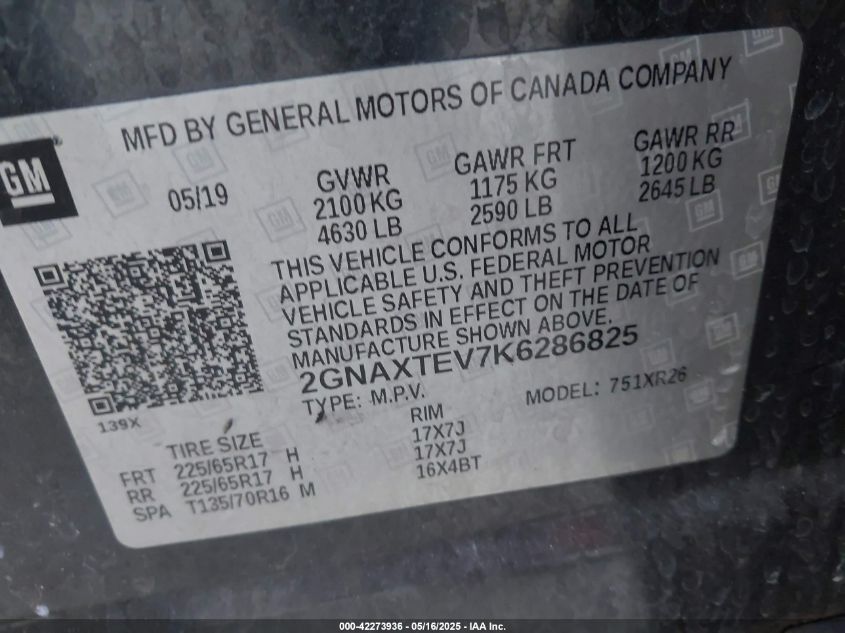 MFD BY GENERAL MOTORS OF CANADA COMPANY
GM
05/19
GVWR
2100 KG
4630 LB
GAWR FRT
1175 KG
2590 LB
GAWR RR
1200 KG
2645 LB
THIS VEHICLE CONFORMS TO ALL
APPLICABLE U.S. FEDERAL MOTOR
VEHICLE SAFETY AND THEFT PREVENTION
STANDARDS IN EFFECT ON THE DATE OF
MANUFACTURE SHOWN ABOVE.
2GNAXTEV7K6286825
TYPE: M.P.V.
MODEL: 751XR26
139X
TIRE SIZE
RIM
FRT 225/65R17 H 17X7J
RR 225/65R17 H 17X7J
SPA T135/70R16 M 16X4BT
000-42273936 - 05/16/2025 - IAA Inc.